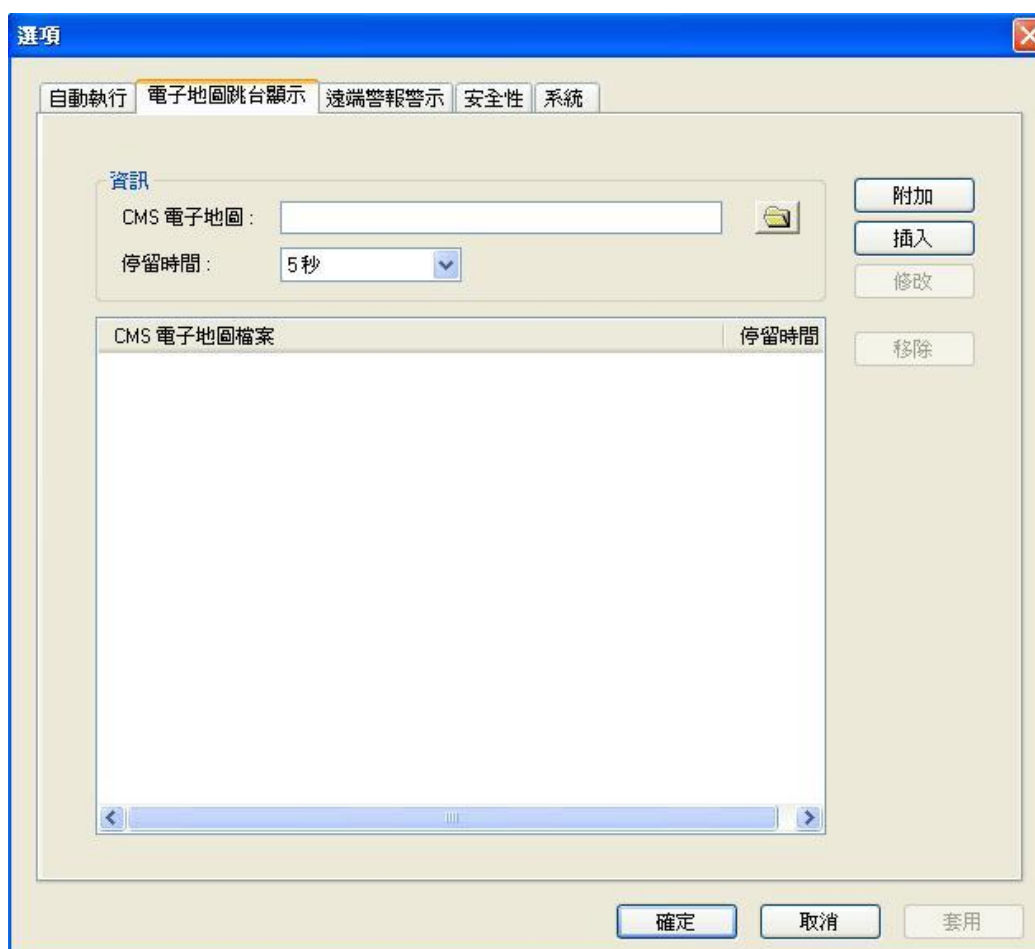 選項
自動執行 電子地圖跳台顯示 遠端警報警示 安全性 系統
資訊
CMS 電子地圖 :
停留時間 : 5 秒
附加
插入
修改
CMS 電子地圖檔案 停留時間
移除
確定 取消 套用